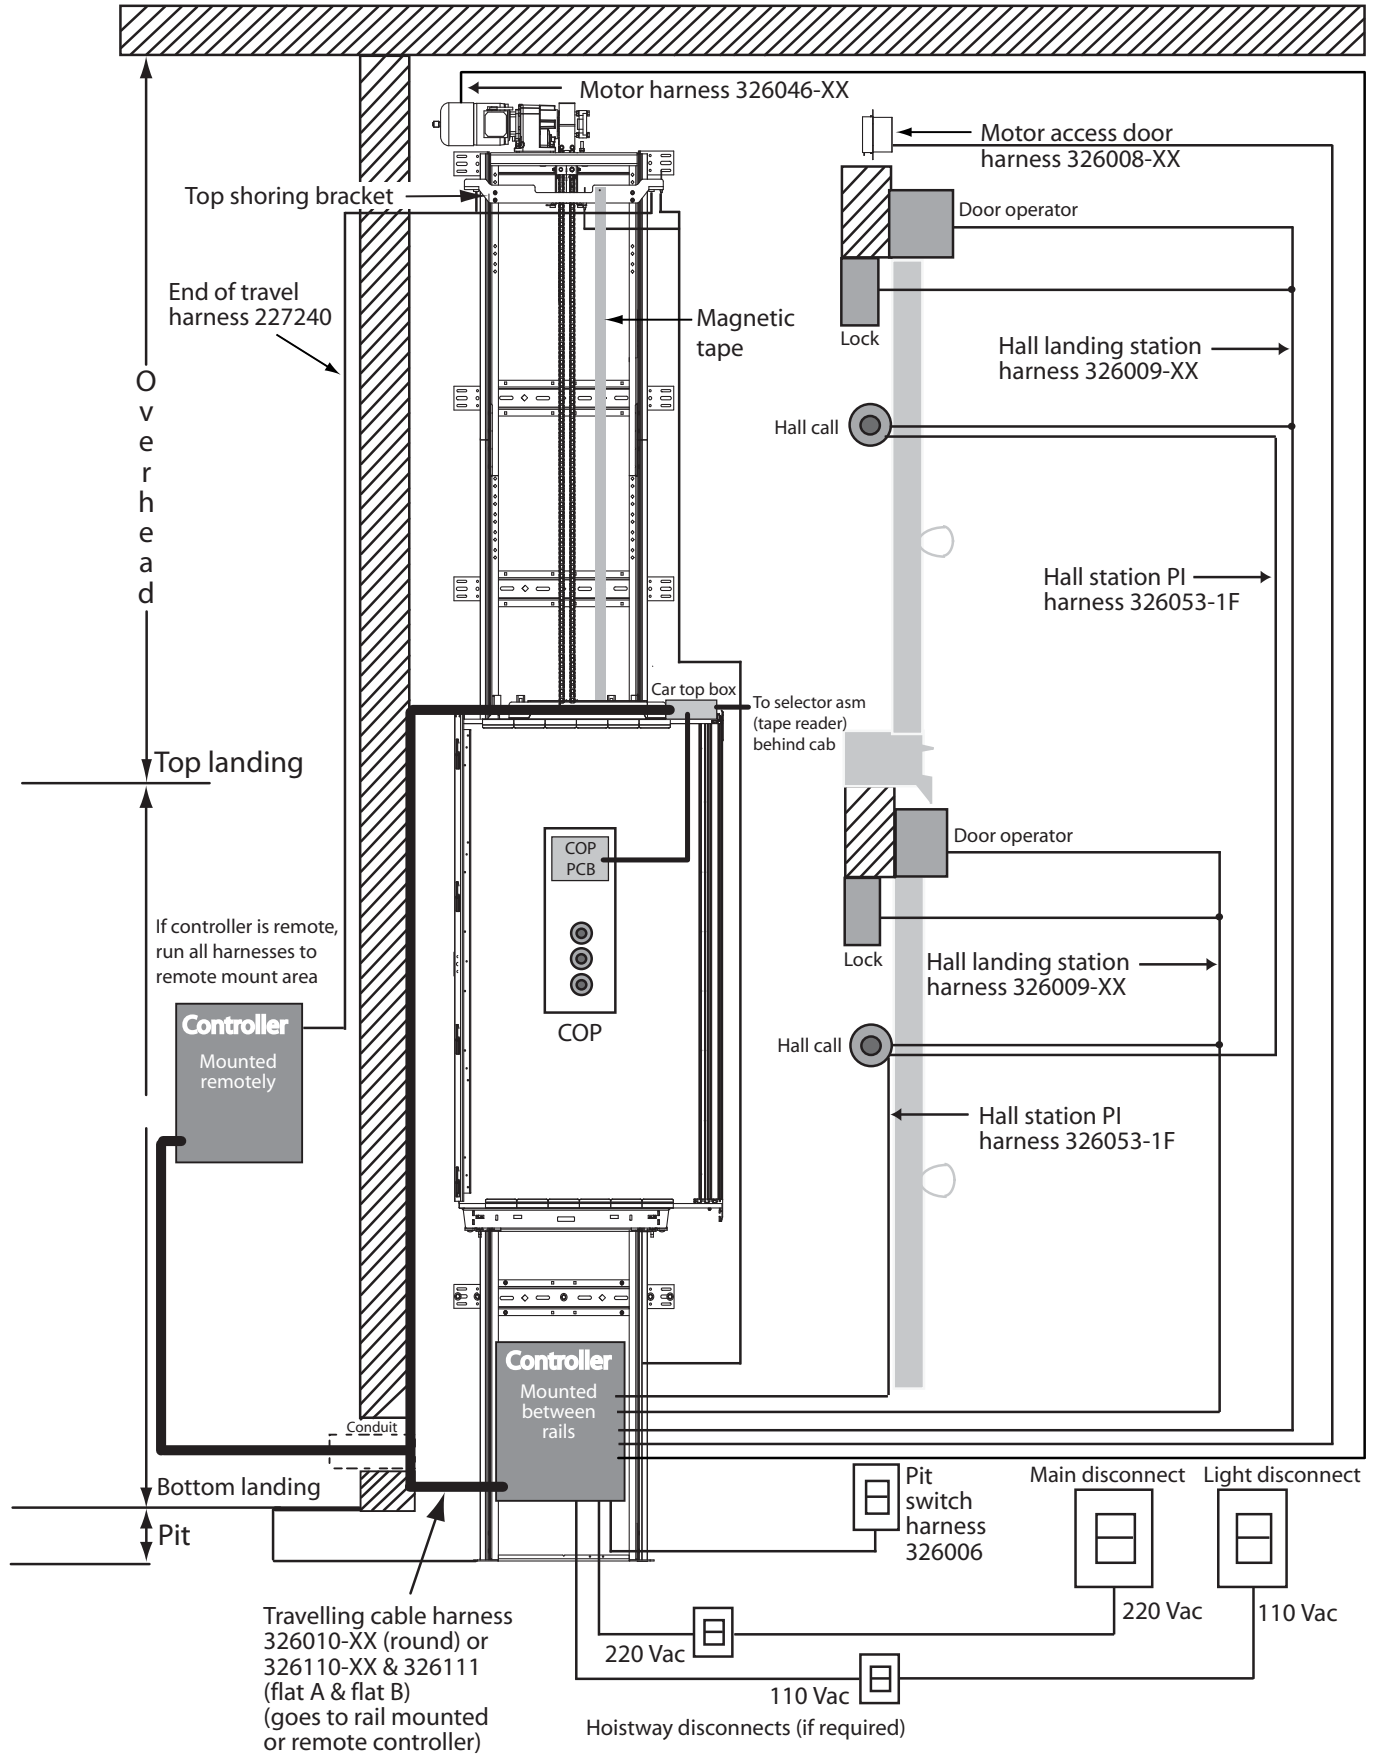 Motor harness 326046-XX
Motor access door
harness 326008-XX
Top shoring bracket
Door operator
End of travel
harness 227240
Magnetic
tape
Lock
Hall landing station
harness 326009-XX
Overhead
Hall call
Hall station PI
harness 326053-1F
Car top box
To selector asm
(tape reader)
behind cab
Top landing
COP
PCB
Door operator
If controller is remote,
run all harnesses to
remote mount area
Lock
Hall landing station
harness 326009-XX
Controller
Mounted
remotely
COP
Hall call
Hall station PI
harness 326053-1F
Controller
Mounted
between
rails
Conduit
Bottom landing
Pit
Pit
switch
harness
326006
Main disconnect
Light disconnect
220 Vac
110 Vac
220 Vac
110 Vac
Hoistway disconnects (if required)
Travelling cable harness
326010-XX (round) or
326110-XX & 326111
(flat A & flat B)
(goes to rail mounted
or remote controller)